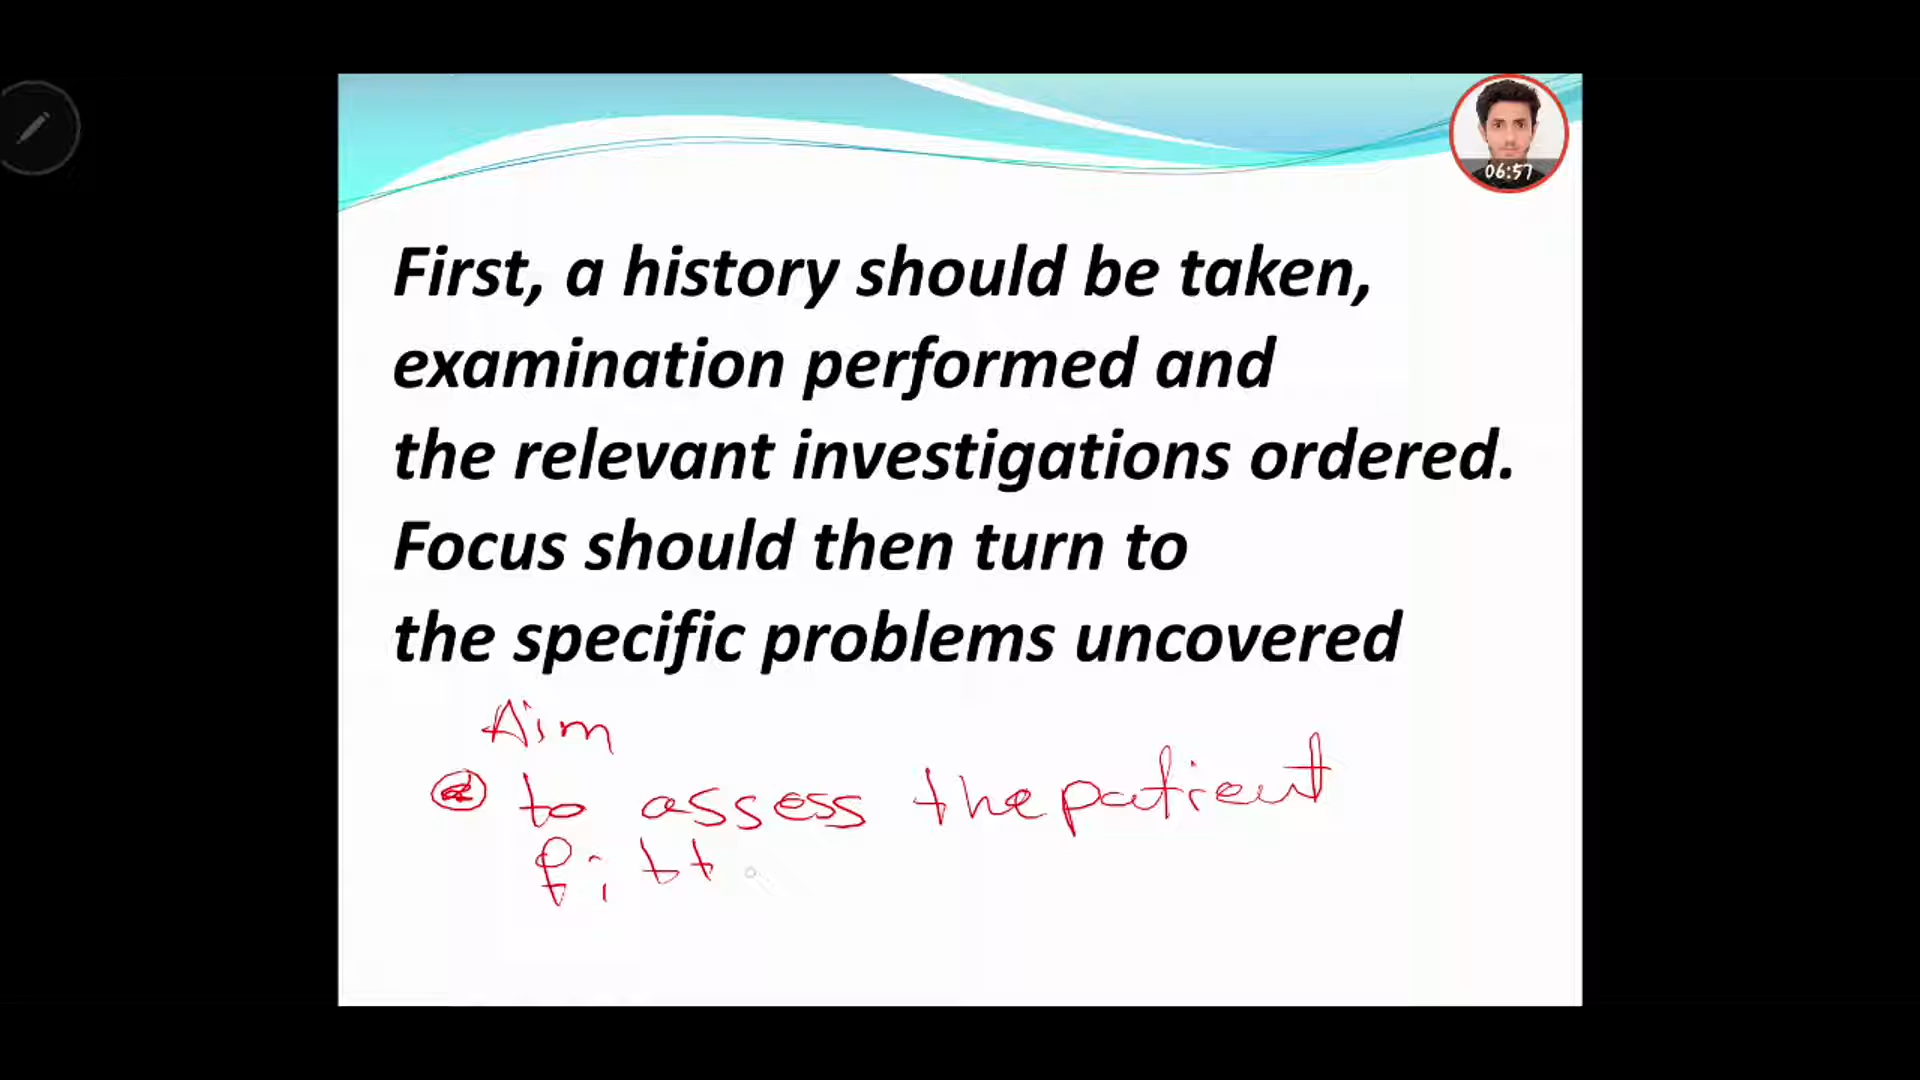 06:57
First, a history should be taken,
examination performed and
the relevant investigations ordered.
Focus should then turn to
the specific problems uncovered
Aim
to assess the patient